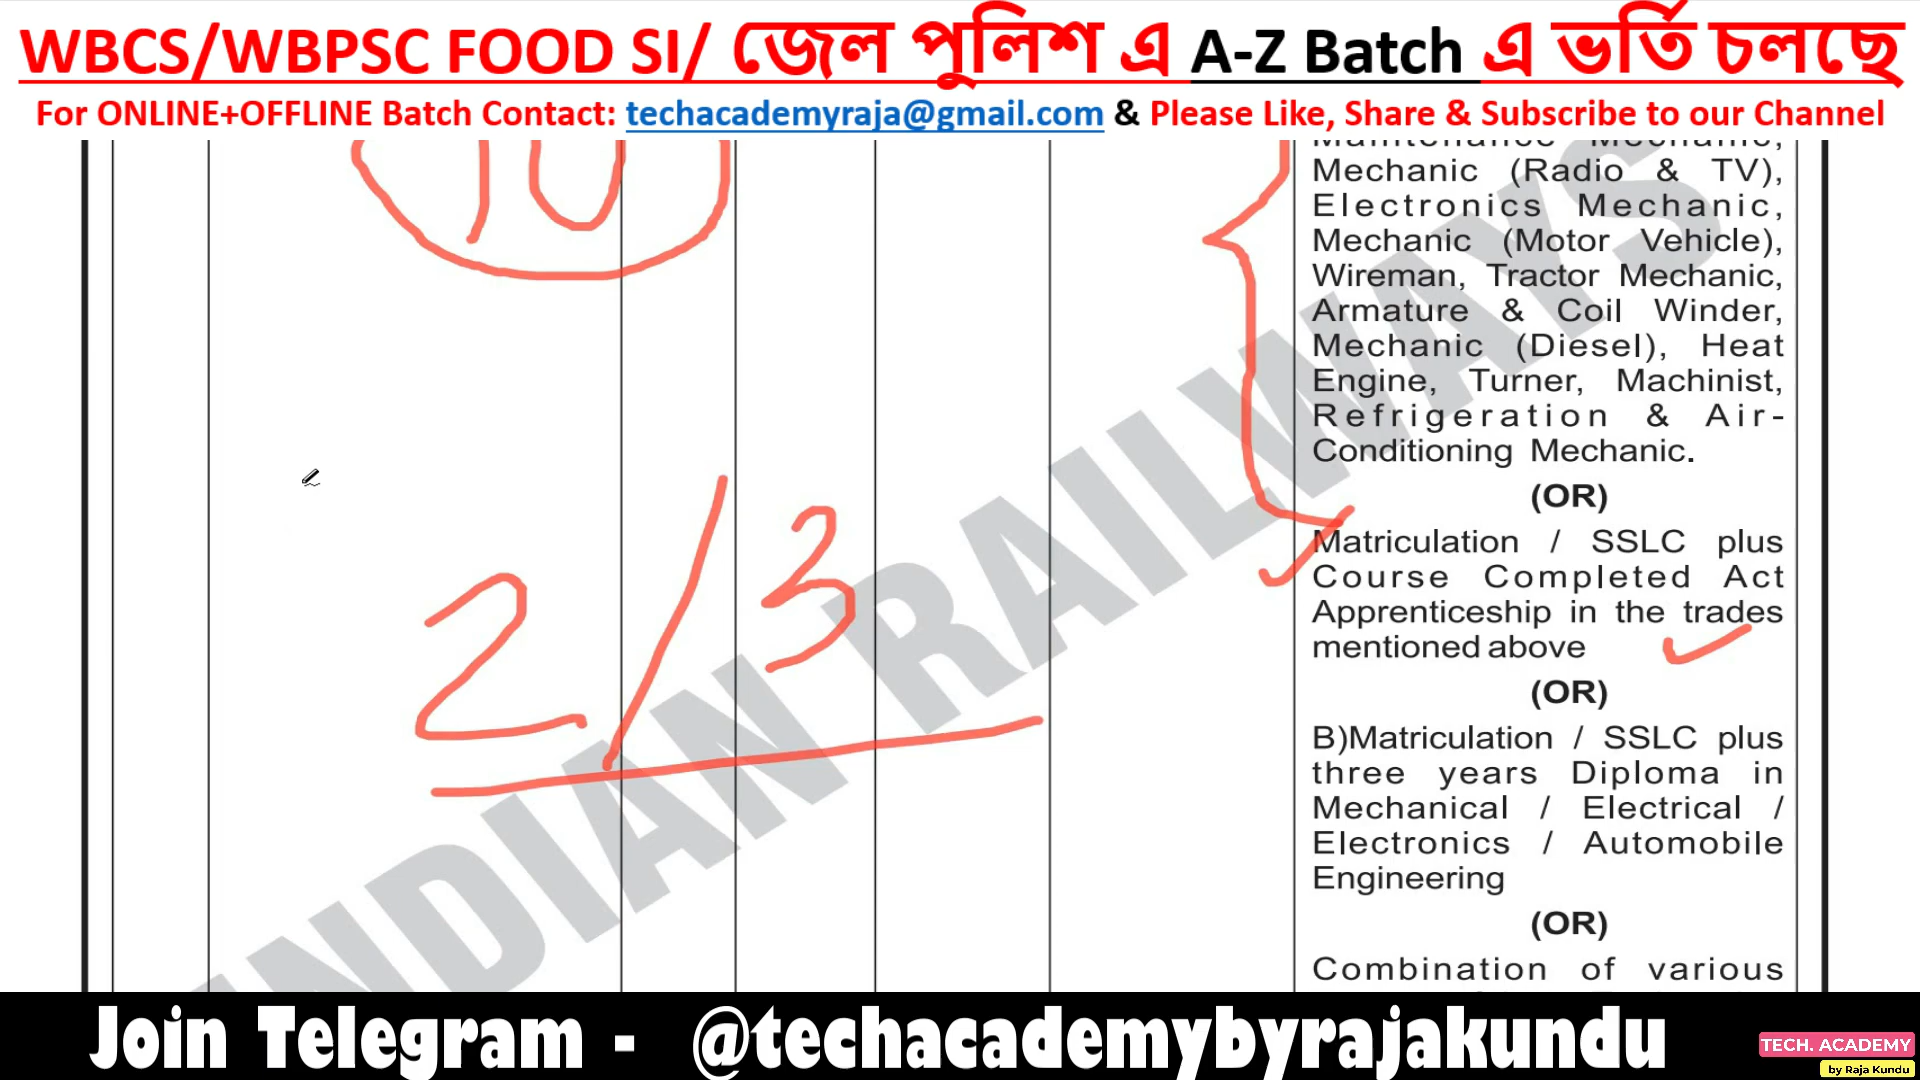 WBCS/WBPSC FOOD SI/ জেল পুলিশ এ A-Z Batch এ ভর্তি চলছে
For ONLINE+OFFLINE Batch Contact: techacademyraja@gmail.com & Please Like, Share & Subscribe to our Channel
10
Maintenance Mechanic,
Mechanic (Radio & TV),
Electronics Mechanic,
Mechanic (Motor Vehicle),
Wireman, Tractor Mechanic,
Armature & Coil Winder,
Mechanic (Diesel), Heat
Engine, Turner, Machinist,
Refrigeration & Air-
Conditioning Mechanic.
(OR)
Matriculation / SSLC plus
Course Completed Act
Apprenticeship in the trades
mentioned above
(OR)
B)Matriculation / SSLC plus
three years Diploma in
Mechanical / Electrical /
Electronics / Automobile
Engineering
(OR)
Combination of various
2/3
INDIAN RAILWAYS
Join Telegram - @techacademybyrajakundu
TECH. ACADEMY
by Raja Kundu